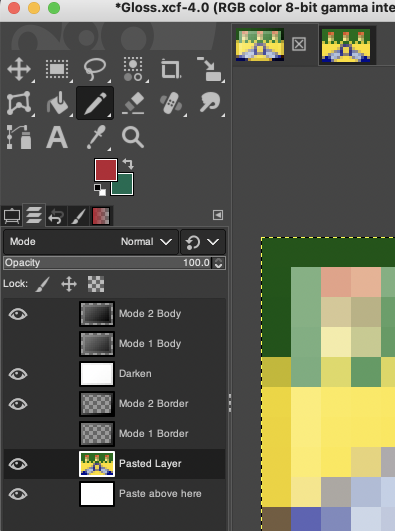 *Gloss.xcf-4.0 (RGB color 8-bit gamma inte
A
Mode Normal
Opacity 100.0
Lock:
Mode 2 Body
Mode 1 Body
Darken
Mode 2 Border
Mode 1 Border
Pasted Layer
Paste above here